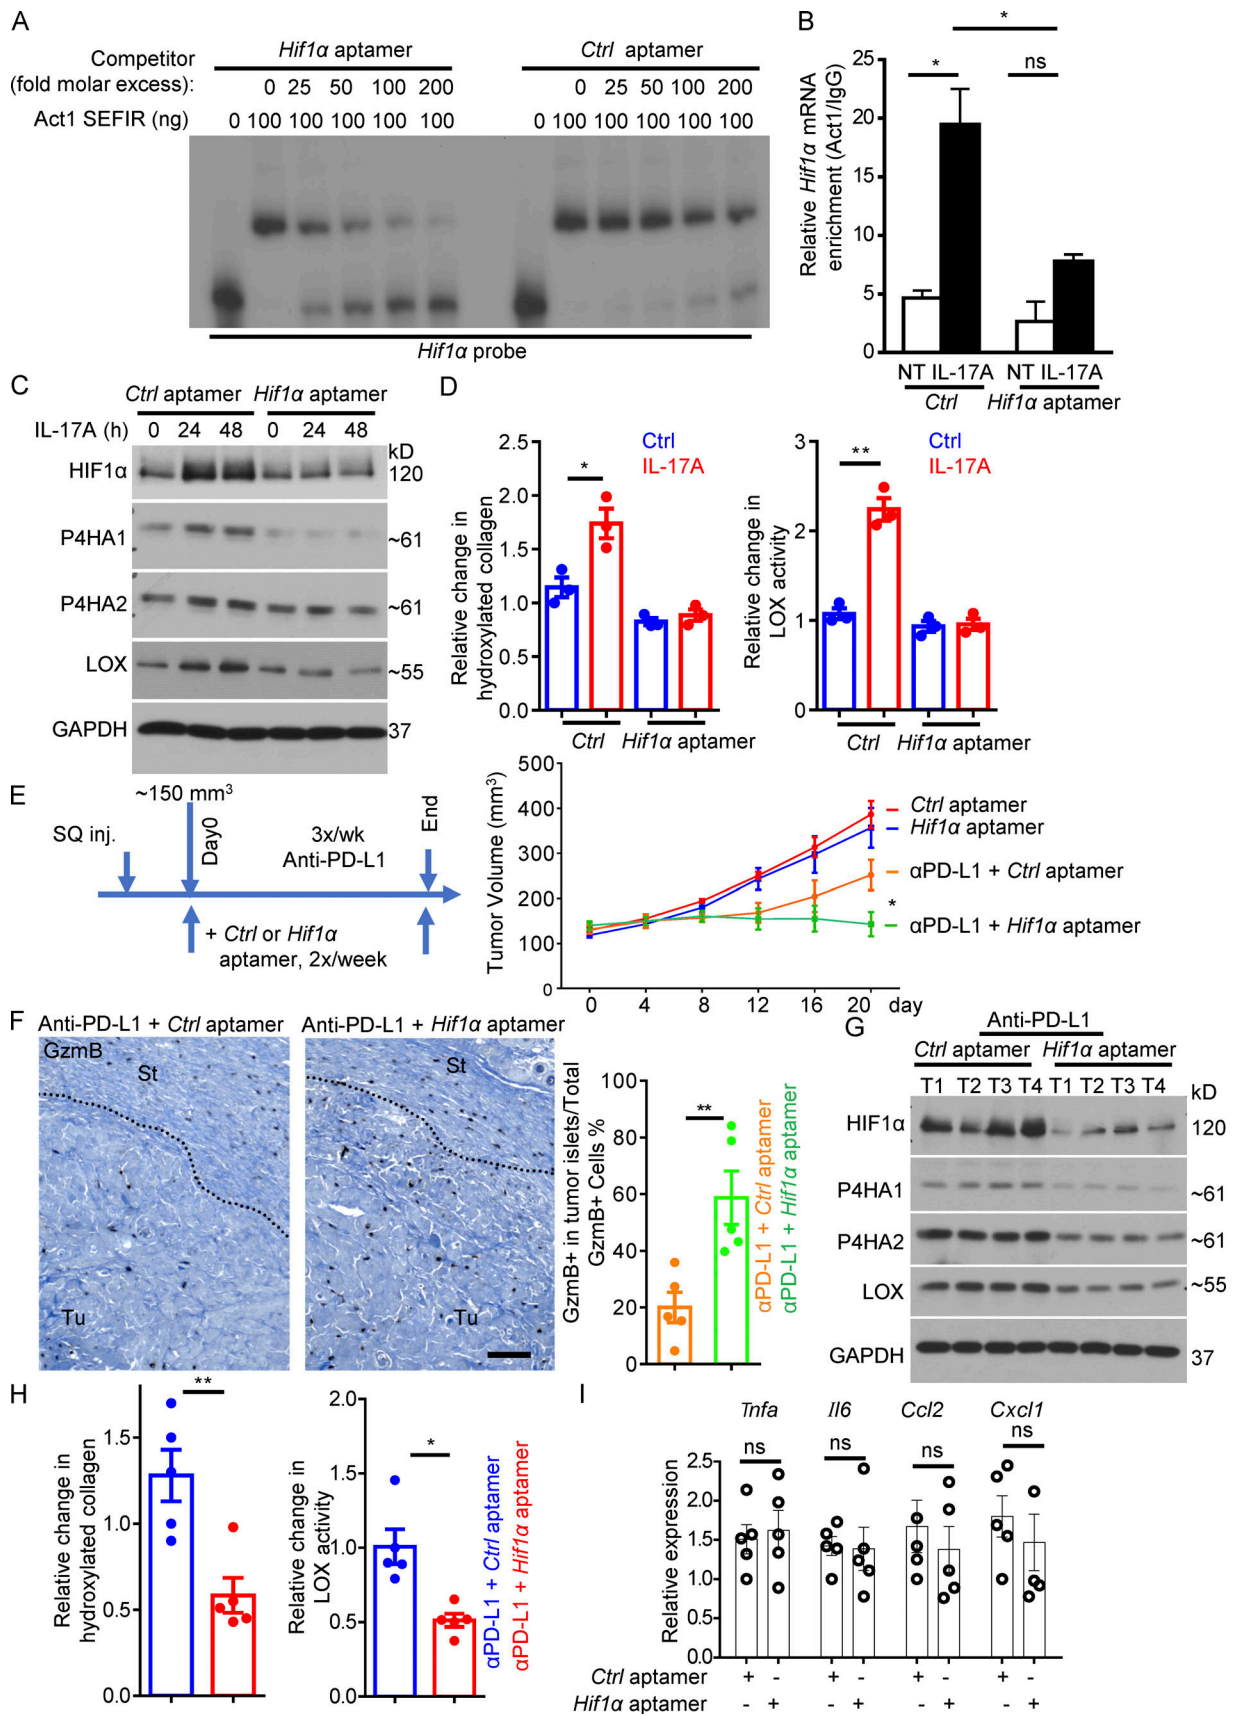 A
Hif1α aptamer
Ctrl aptamer
Competitor
(fold molar excess):
0 25 50 100 200
0 25 50 100 200
Act1 SEFIR (ng)
0 100 100 100 100 100
0 100 100 100 100 100
Hif1α probe
B
Relative Hif1α mRNA
enrichment (Act1/IgG)
25
20
15
10
5
0
*
*
ns
NT IL-17A NT IL-17A
Ctrl Hif1α aptamer
C
Ctrl aptamer Hif1α aptamer
IL-17A (h) 0 24 48 0 24 48
kD
HIF1α 120
P4HA1 ~61
P4HA2 ~61
LOX ~55
GAPDH 37
D
Relative change in
hydroxylated collagen
2.5
2.0
1.5
1.0
0.5
0.0
*
Ctrl
IL-17A
Ctrl Hif1α aptamer
Relative change in
LOX activity
3
2
1
0
**
Ctrl
IL-17A
Ctrl Hif1α aptamer
E
~150 mm3
SQ inj.
Day0
3x/wk
Anti-PD-L1
End
+ Ctrl or Hif1α
aptamer, 2x/week
Tumor Volume (mm3)
500
400
300
200
100
0
0 4 8 12 16 20 day
Ctrl aptamer
Hif1α aptamer
αPD-L1 + Ctrl aptamer
*
αPD-L1 + Hif1α aptamer
F
Anti-PD-L1 + Ctrl aptamer
Anti-PD-L1 + Hif1α aptamer
GzmB
St
Tu
St
Tu
GzmB+ in tumor islets/Total
GzmB+ Cells %
100
80
60
40
20
0
**
αPD-L1 + Ctrl aptamer
αPD-L1 + Hif1α aptamer
G
Anti-PD-L1
Ctrl aptamer Hif1α aptamer
T1 T2 T3 T4 T1 T2 T3 T4
kD
HIF1α 120
P4HA1 ~61
P4HA2 ~61
LOX ~55
GAPDH 37
H
Relative change in
hydroxylated collagen
1.5
1.0
0.5
0.0
**
Relative change in
LOX activity
2.0
1.5
1.0
0.5
0.0
*
αPD-L1 + Ctrl aptamer
αPD-L1 + Hif1α aptamer
I
Tnfa Il6 Ccl2 Cxcl1
ns ns ns ns
Relative expression
2.5
2.0
1.5
1.0
0.5
0.0
Ctrl aptamer + - + - + - + -
Hif1α aptamer - + - + - + - +